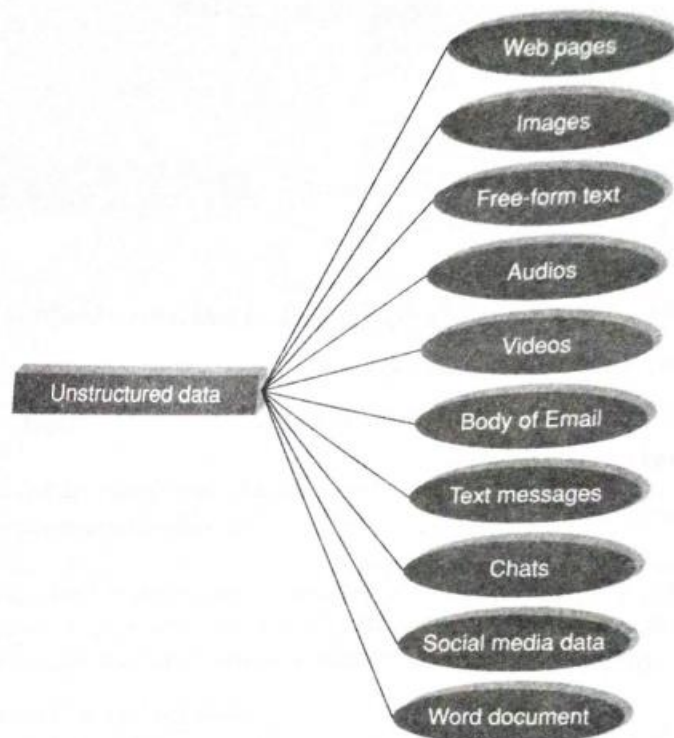 Web pages
Images
Free-form text
Audios
Unstructured data
Videos
Body of Email
Text messages
Chats
Social media data
Word document